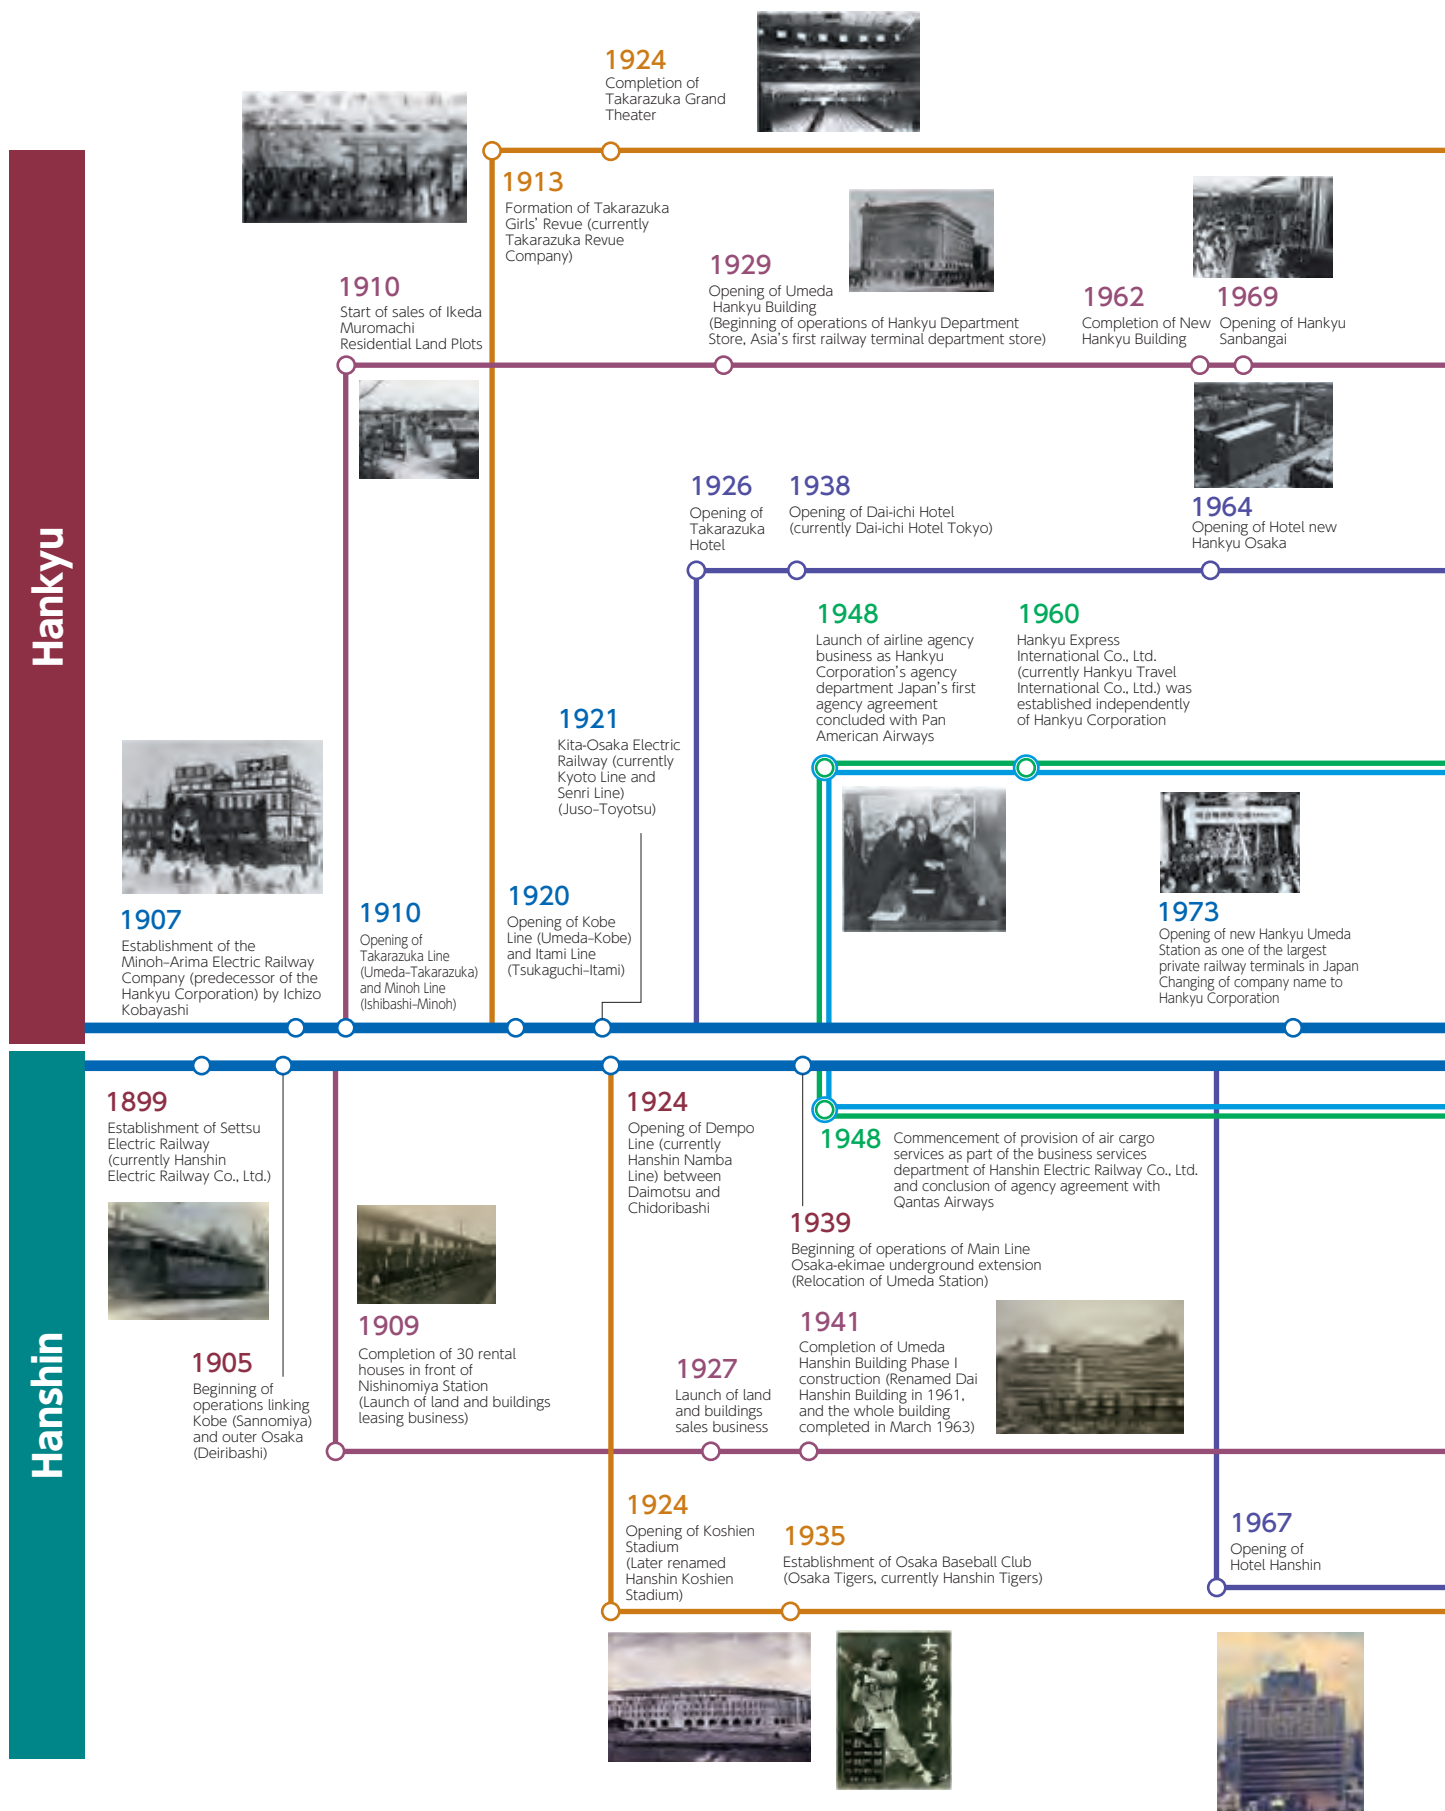 Hankyu
1924
Completion of
Takarazuka Grand
Theater
1913
Formation of Takarazuka
Girls' Revue (currently
Takarazuka Revue
Company)
1910
Start of sales of Ikeda
Muromachi
Residential Land Plots
1929
Opening of Umeda
Hankyu Building
(Beginning of operations of Hankyu Department
Store, Asia's first railway terminal department store)
1962
Completion of New
Hankyu Building
1969
Opening of Hankyu
Sanbangai
1926
Opening of
Takarazuka
Hotel
1938
Opening of Dai-ichi Hotel
(currently Dai-ichi Hotel Tokyo)
1964
Opening of Hotel new
Hankyu Osaka
1948
Launch of airline agency
business as Hankyu
Corporation's agency
department Japan's first
agency agreement
concluded with Pan
American Airways
1960
Hankyu Express
International Co., Ltd.
(currently Hankyu Travel
International Co., Ltd.) was
established independently
of Hankyu Corporation
1907
Establishment of the
Minoh–Arima Electric Railway
Company (predecessor of the
Hankyu Corporation) by Ichizo
Kobayashi
1910
Opening of
Takarazuka Line
(Umeda–Takarazuka)
and Minoh Line
(Ishibashi–Minoh)
1920
Opening of Kobe
Line (Umeda–Kobe)
and Itami Line
(Tsukaguchi–Itami)
1921
Kita-Osaka Electric
Railway (currently
Kyoto Line and
Senri Line)
(Juso–Toyotsu)
1973
Opening of new Hankyu Umeda
Station as one of the largest
private railway terminals in Japan
Changing of company name to
Hankyu Corporation
Hanshin
1899
Establishment of Settsu
Electric Railway
(currently Hanshin
Electric Railway Co., Ltd.)
1905
Beginning of
operations linking
Kobe (Sannomiya)
and outer Osaka
(Deiribashi)
1909
Completion of 30 rental
houses in front of
Nishinomiya Station
(Launch of land and buildings
leasing business)
1924
Opening of Dempo
Line (currently
Hanshin Namba
Line) between
Daimotsu and
Chidoribashi
1948
Commencement of provision of air cargo
services as part of the business services
department of Hanshin Electric Railway Co., Ltd.
and conclusion of agency agreement with
Qantas Airways
1939
Beginning of operations of Main Line
Osaka-ekimae underground extension
(Relocation of Umeda Station)
1927
Launch of land
and buildings
sales business
1941
Completion of Umeda
Hanshin Building Phase I
construction (Renamed Dai
Hanshin Building in 1961,
and the whole building
completed in March 1963)
1924
Opening of Koshien
Stadium
(Later renamed
Hanshin Koshien
Stadium)
1935
Establishment of Osaka Baseball Club
(Osaka Tigers, currently Hanshin Tigers)
1967
Opening of
Hotel Hanshin
大阪タイガース